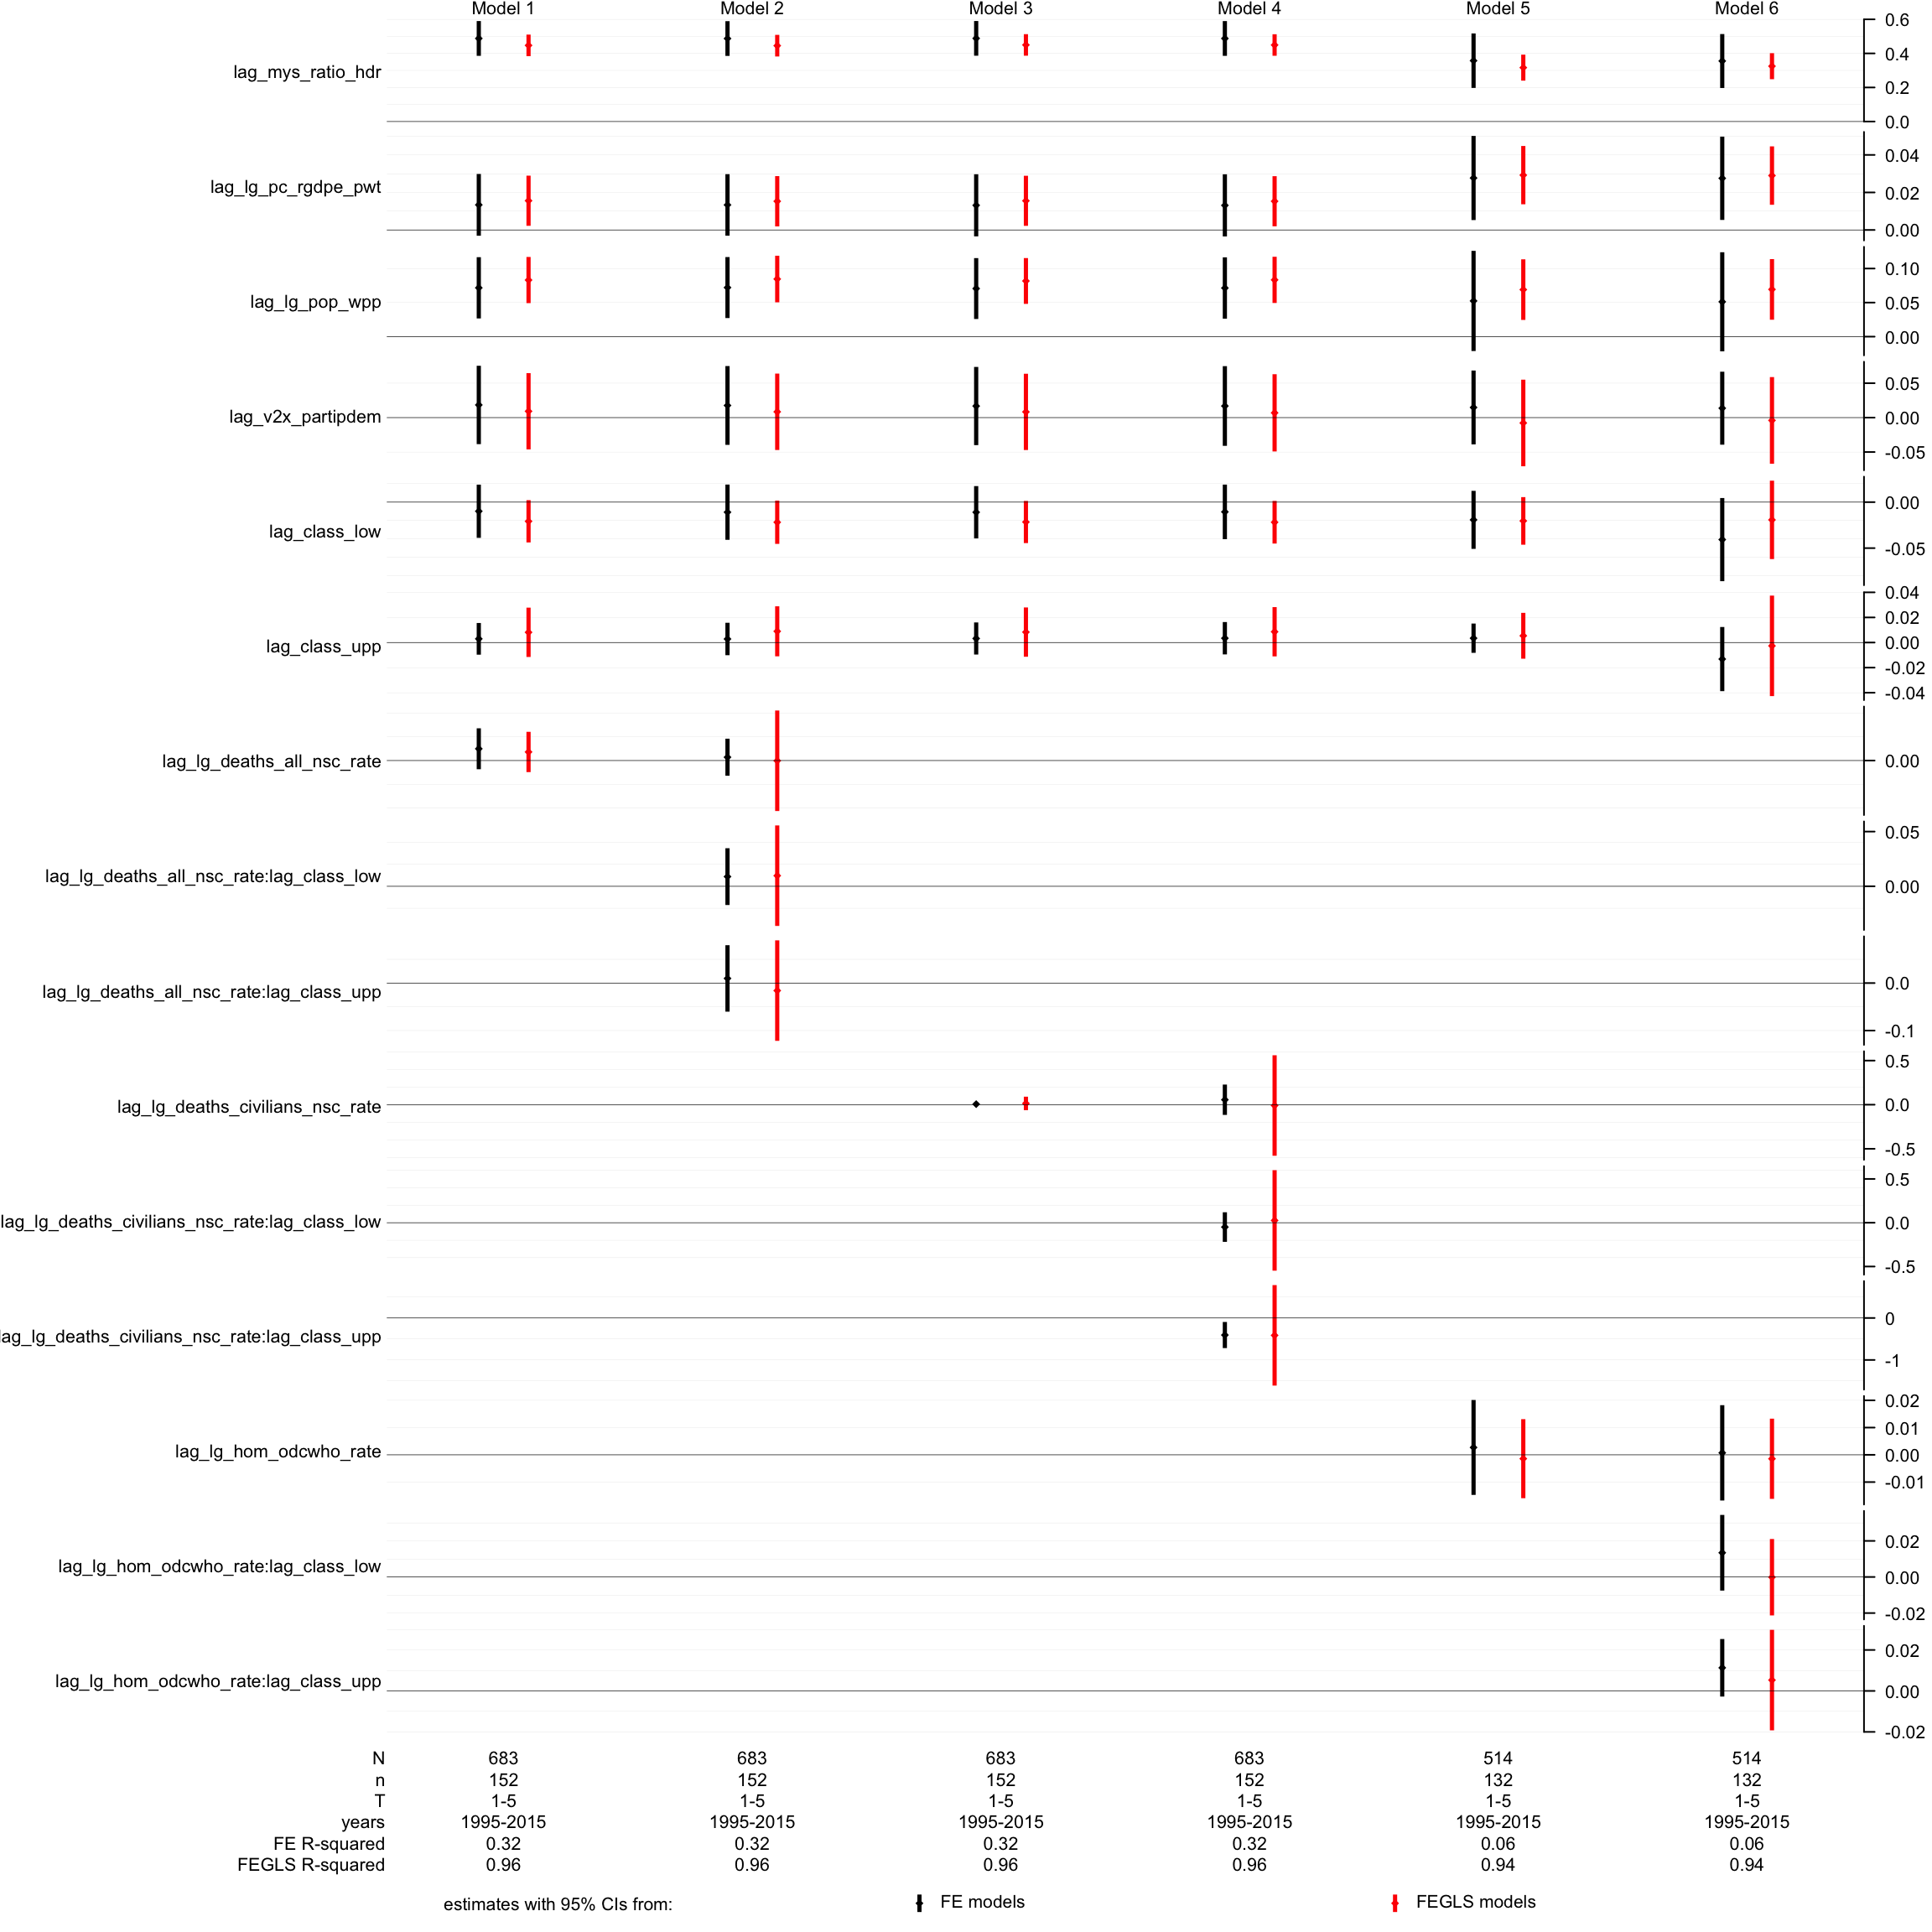 Model 1 Model 2 Model 3 Model 4 Model 5 Model 6
lag_mys_ratio_hdr
0.6
0.4
0.2
0.0
lag_lg_pc_rgdpe_pwt
0.04
0.02
0.00
lag_lg_pop_wpp
0.10
0.05
0.00
lag_v2x_partipdem
0.05
0.00
-0.05
lag_class_low
0.00
-0.05
lag_class_upp
0.04
0.02
0.00
-0.02
-0.04
lag_lg_deaths_all_nsc_rate
0.00
lag_lg_deaths_all_nsc_rate:lag_class_low
0.05
0.00
lag_lg_deaths_all_nsc_rate:lag_class_upp
0.0
-0.1
lag_lg_deaths_civilians_nsc_rate
0.5
0.0
-0.5
lag_lg_deaths_civilians_nsc_rate:lag_class_low
0.5
0.0
-0.5
lag_lg_deaths_civilians_nsc_rate:lag_class_upp
0
-1
lag_lg_hom_odcwho_rate
0.02
0.01
0.00
-0.01
lag_lg_hom_odcwho_rate:lag_class_low
0.02
0.00
-0.02
lag_lg_hom_odcwho_rate:lag_class_upp
0.02
0.00
-0.02
N 683 683 683 683 514 514
n 152 152 152 152 132 132
T 1-5 1-5 1-5 1-5 1-5 1-5
years 1995-2015 1995-2015 1995-2015 1995-2015 1995-2015 1995-2015
FE R-squared 0.32 0.32 0.32 0.32 0.06 0.06
FEGLS R-squared 0.96 0.96 0.96 0.96 0.94 0.94
estimates with 95% CIs from: FE models FEGLS models